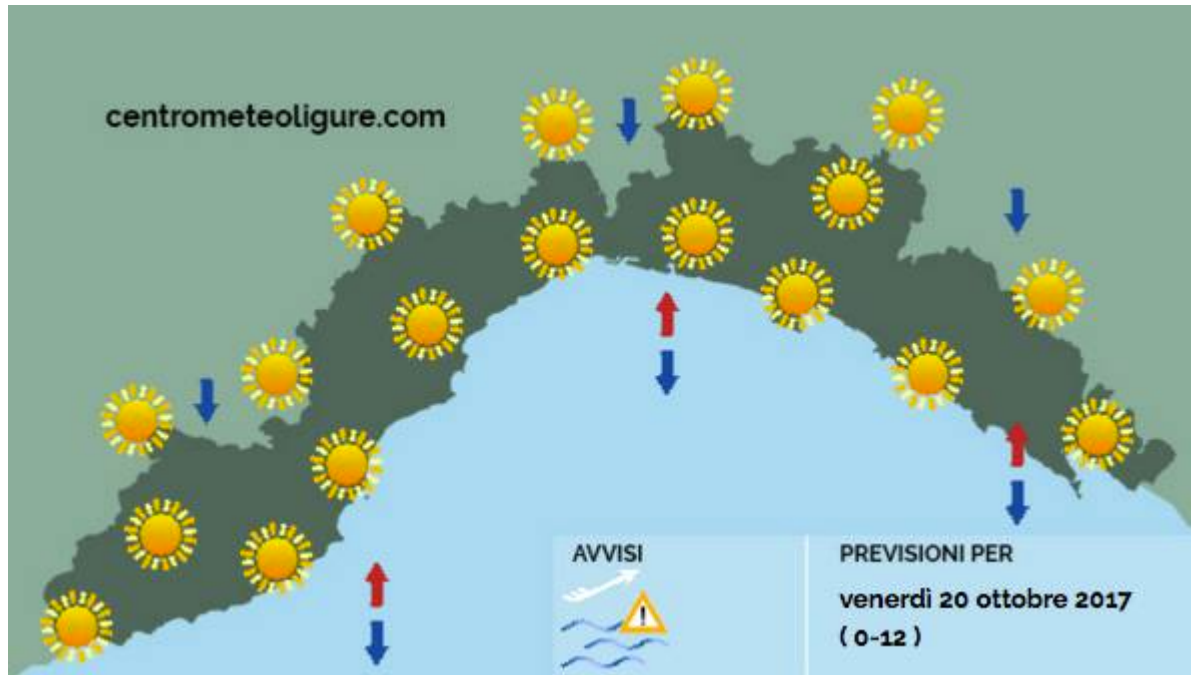 centrometeoligure.com
AVVISI
PREVISIONI PER
venerdì 20 ottobre 2017
( 0-12 )